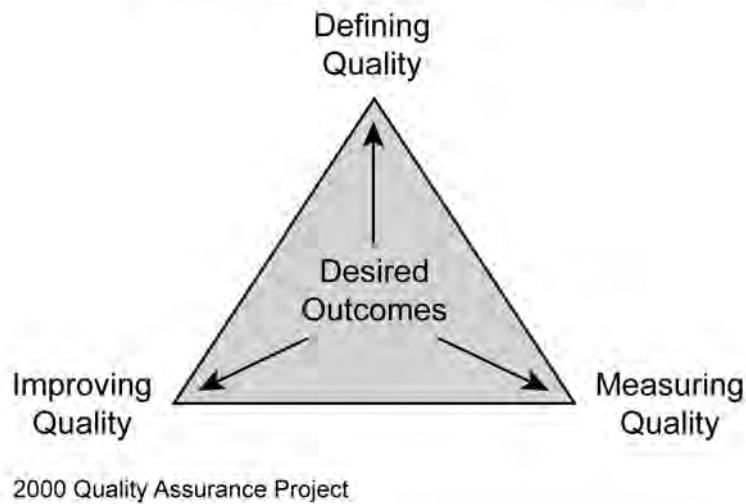 Defining
Quality
Desired
Outcomes
Improving
Quality
Measuring
Quality
2000 Quality Assurance Project